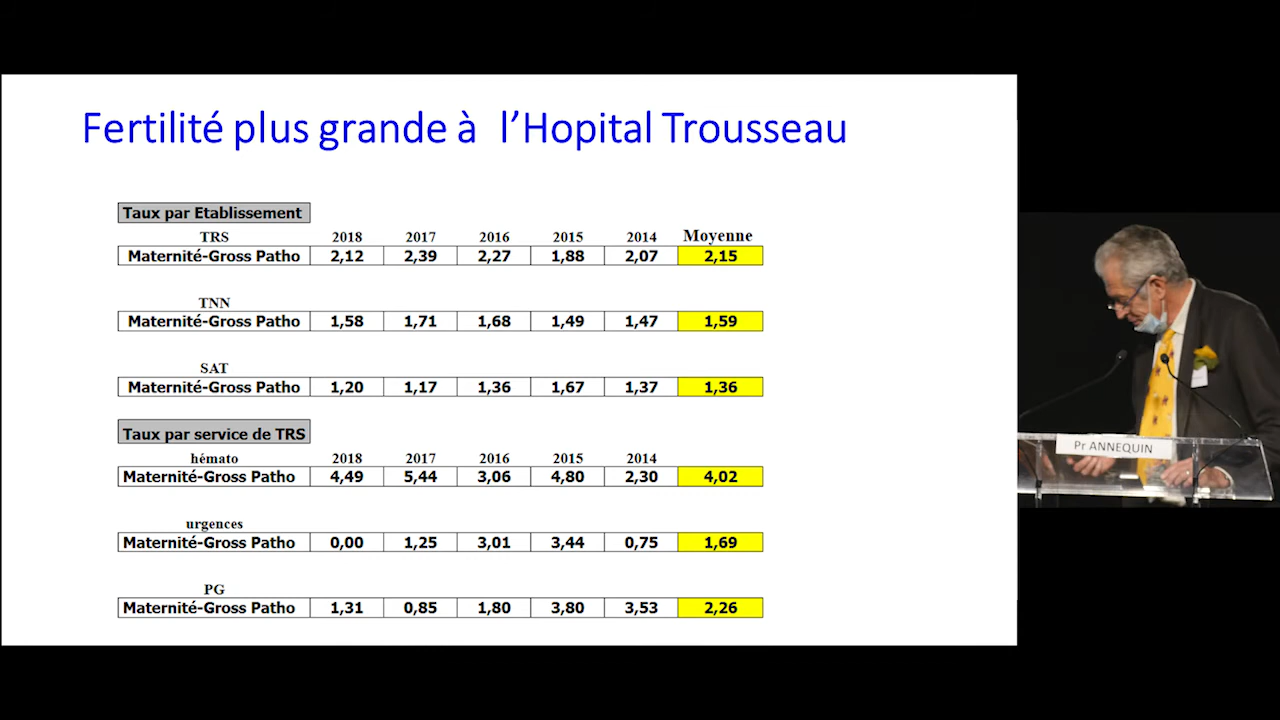 Fertilité plus grande à l’Hopital Trousseau
Taux par Etablissement
TRS 2018 2017 2016 2015 2014 Moyenne
Maternité-Gross Patho 2,12 2,39 2,27 1,88 2,07 2,15
TNN
Maternité-Gross Patho 1,58 1,71 1,68 1,49 1,47 1,59
SAT
Maternité-Gross Patho 1,20 1,17 1,36 1,67 1,37 1,36
Taux par service de TRS
hémato 2018 2017 2016 2015 2014
Maternité-Gross Patho 4,49 5,44 3,06 4,80 2,30 4,02
urgences
Maternité-Gross Patho 0,00 1,25 3,01 3,44 0,75 1,69
PG
Maternité-Gross Patho 1,31 0,85 1,80 3,80 3,53 2,26
Pr ANNEQUIN